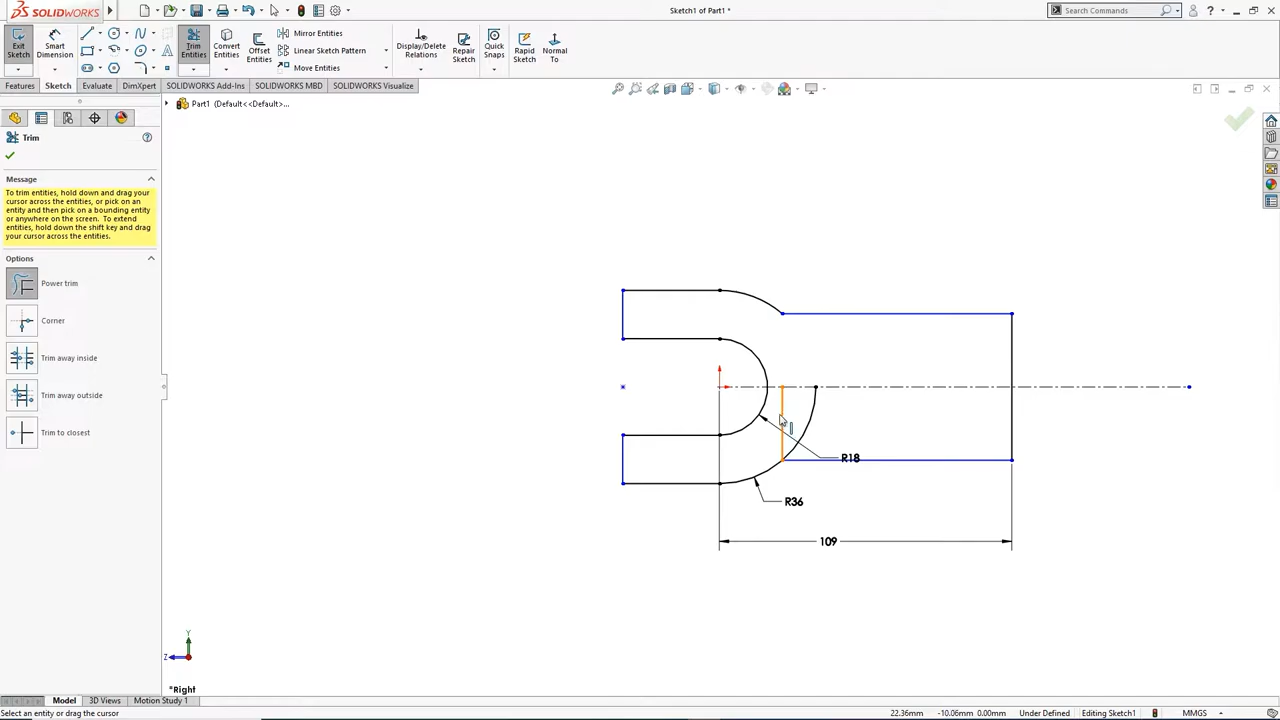 SOLIDWORKS
Sketch1 of Part1 *
Search Commands
Exit
Sketch
Smart
Dimension
Trim
Entities
Convert
Entities
Offset
Entities
Mirror Entities
Linear Sketch Pattern
Move Entities
Display/Delete
Relations
Repair
Sketch
Quick
Snaps
Rapid
Sketch
Normal
To
Features
Sketch
Evaluate
DimXpert
SOLIDWORKS Add-Ins
SOLIDWORKS MBD
SOLIDWORKS Visualize
Part1 (Default<<Default>...
Trim
Message
To trim entities, hold down and drag your
cursor across the entities, or pick on an
entity and then pick on a bounding entity
or anywhere on the screen. To extend
entities, hold down the shift key and drag
your cursor across the entities.
Options
Power trim
Corner
Trim away inside
Trim away outside
Trim to closest
R18
R36
109
Y
Z
*Right
Model
3D Views
Motion Study 1
Select an entity or drag the cursor
22.36mm
-10.06mm
0.00mm
Under Defined
Editing Sketch1
MMGS